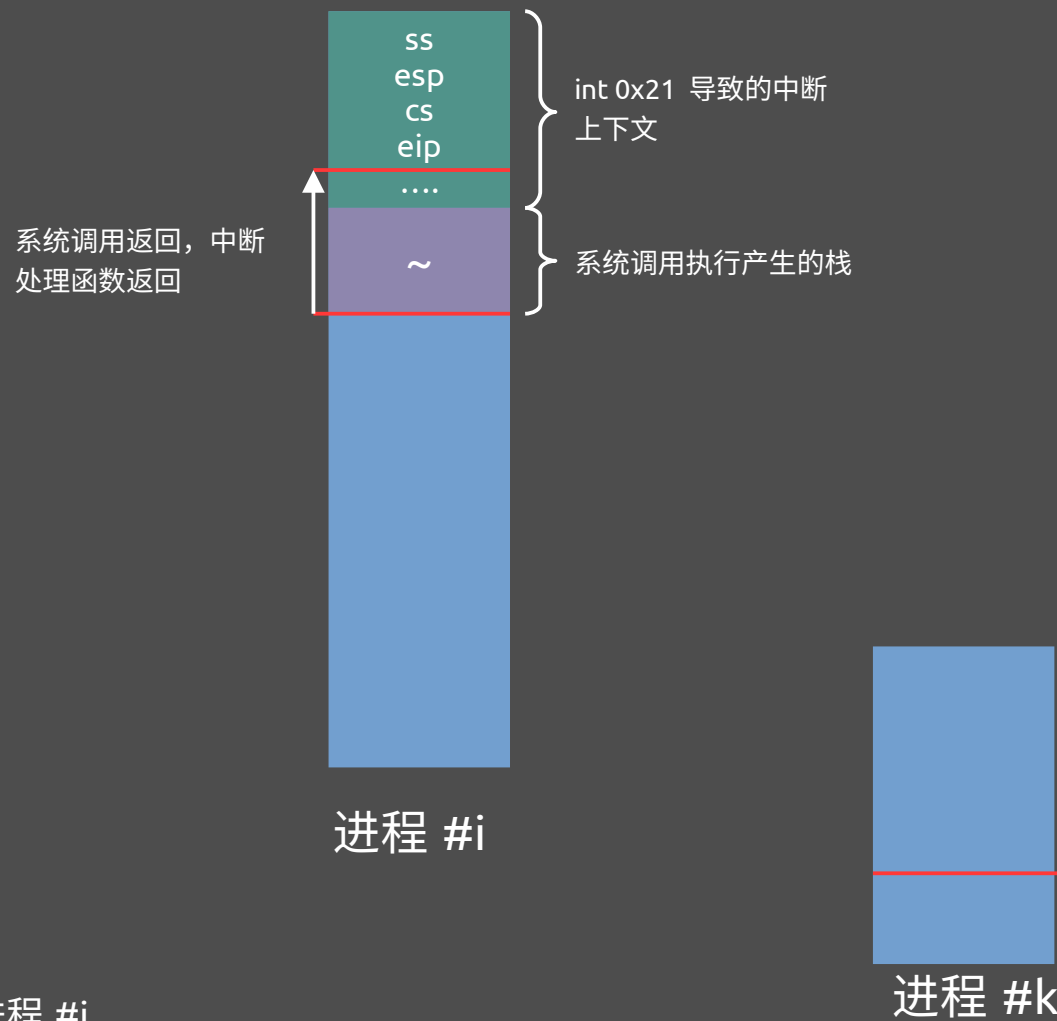 ss
esp
cs
eip
....
~
int 0x21 导致的中断
上下文
系统调用返回，中断
处理函数返回
系统调用执行产生的栈
进程 #i
进程 #k
程 #i